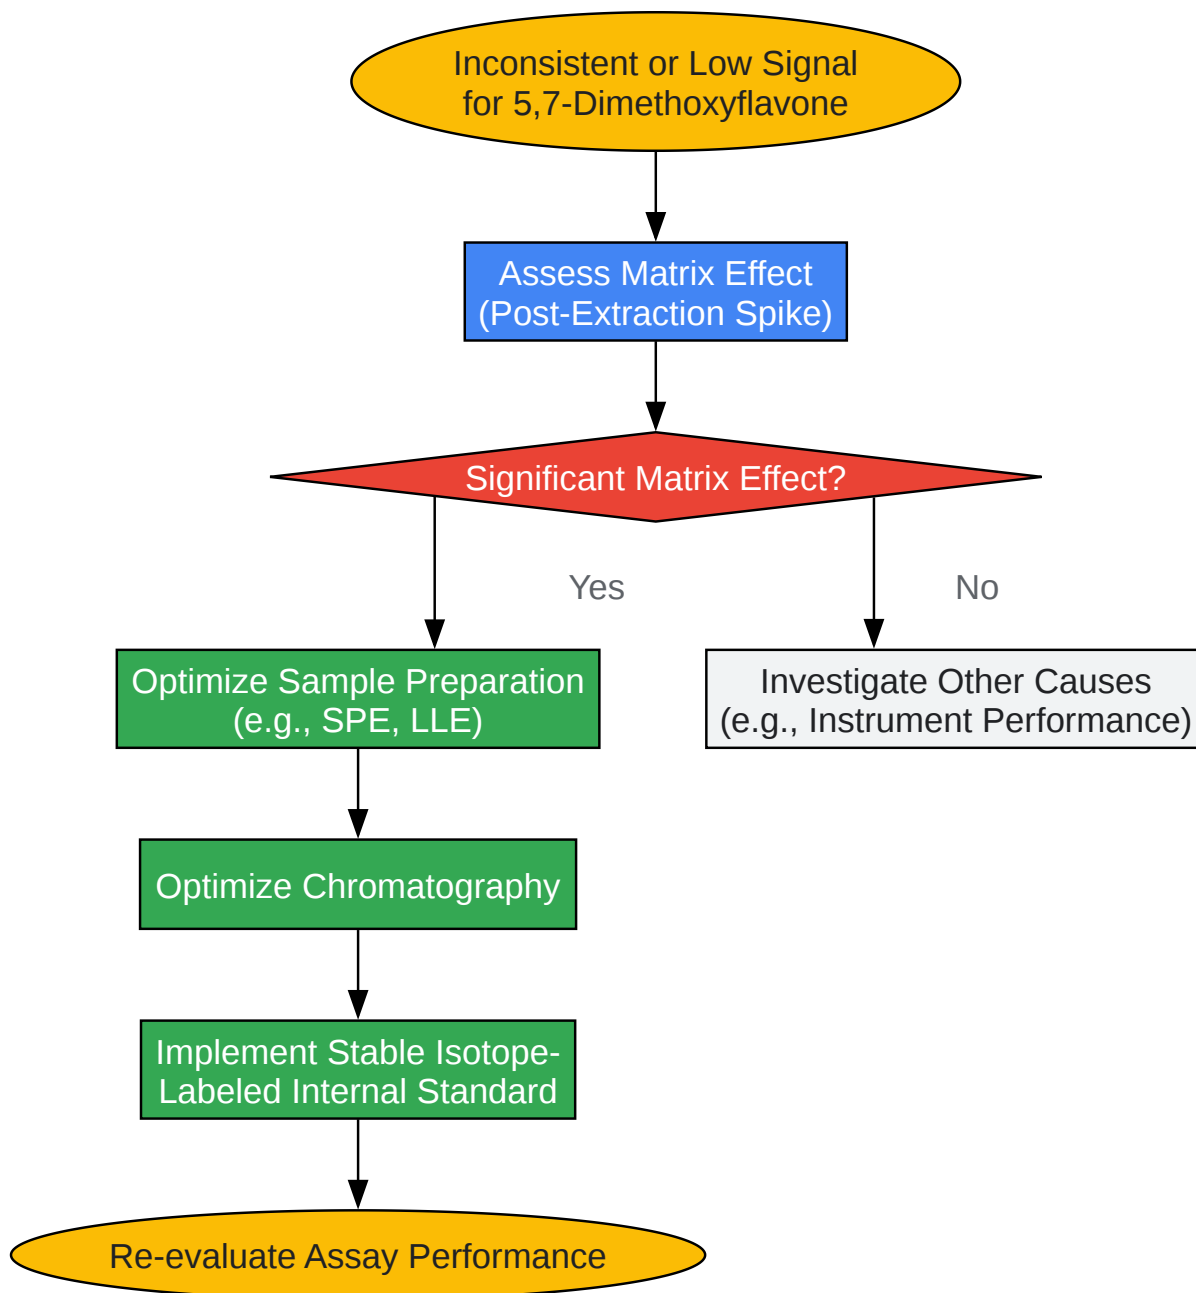 Inconsistent or Low Signal
for 5,7-Dimethoxyflavone
Assess Matrix Effect
(Post-Extraction Spike)
Significant Matrix Effect?
Yes
No
Optimize Sample Preparation
(e.g., SPE, LLE)
Investigate Other Causes
(e.g., Instrument Performance)
Optimize Chromatography
Implement Stable Isotope-
Labeled Internal Standard
Re-evaluate Assay Performance